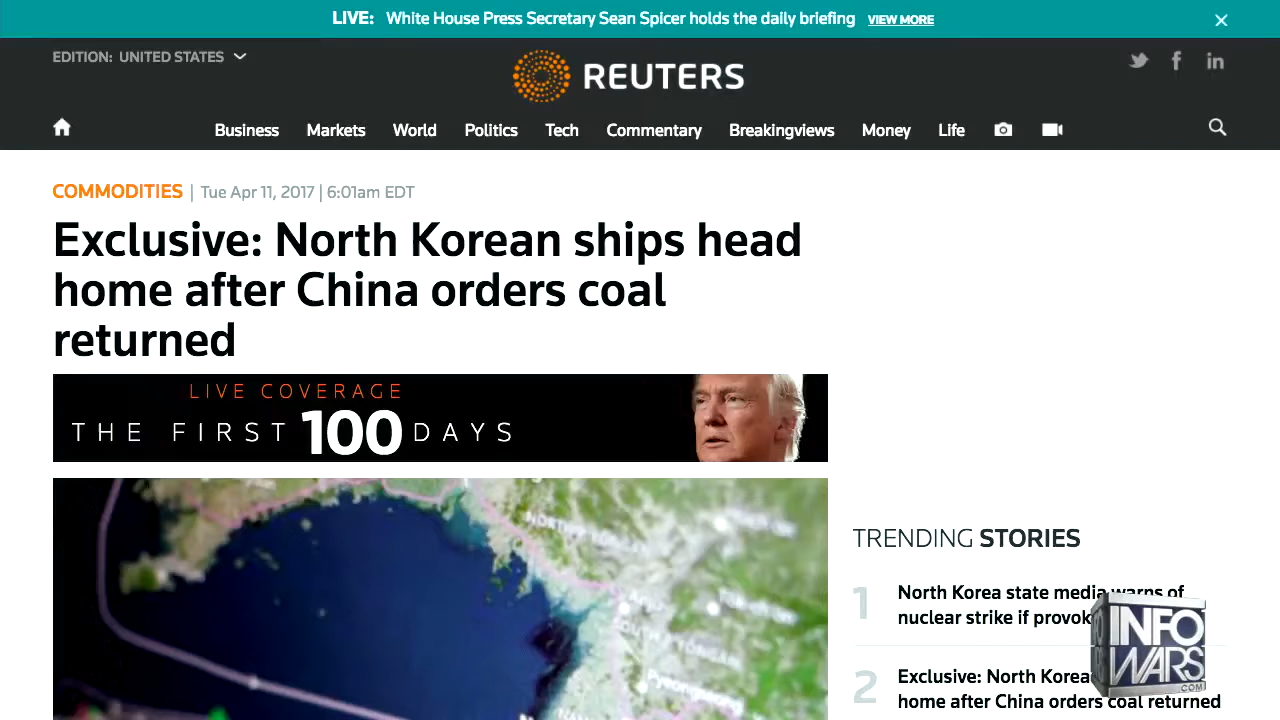 LIVE: White House Press Secretary Sean Spicer holds the daily briefing VIEW MORE
EDITION: UNITED STATES
REUTERS
Business Markets World Politics Tech Commentary Breakingviews Money Life
COMMODITIES | Tue Apr 11, 2017 | 6:01am EDT
Exclusive: North Korean ships head
home after China orders coal
returned
LIVE COVERAGE
THE FIRST 100 DAYS
TRENDING STORIES
1 North Korea state media warns of
nuclear strike if
2 Exclusive: North
home after China orders coal returned
INFO
WARS
.COM